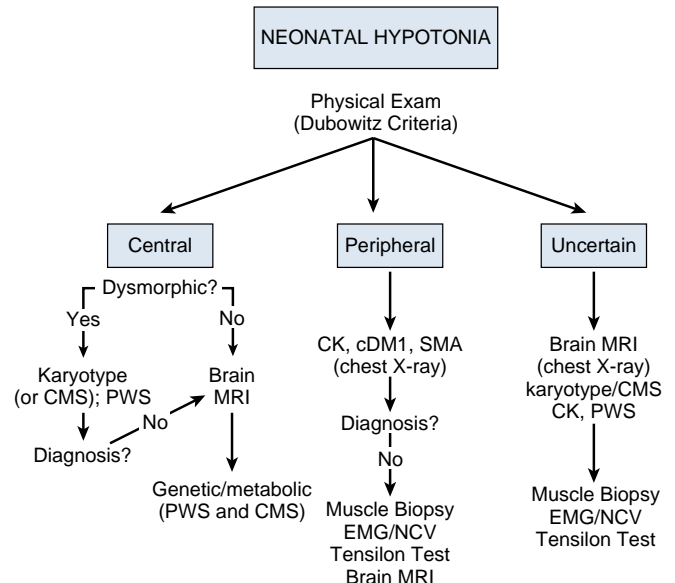 NEONATAL HYPOTONIA
Physical Exam
(Dubowitz Criteria)
Central
Dysmorphic?
Yes
No
Karyotype
(or CMS); PWS
Brain
MRI
No
Diagnosis?
Genetic/metabolic
(PWS and CMS)
Peripheral
CK, cDM1, SMA
(chest X-ray)
Diagnosis?
No
Muscle Biopsy
EMG/NCV
Tensilon Test
Brain MRI
Uncertain
Brain MRI
(chest X-ray)
karyotype/CMS
CK, PWS
Muscle Biopsy
EMG/NCV
Tensilon Test